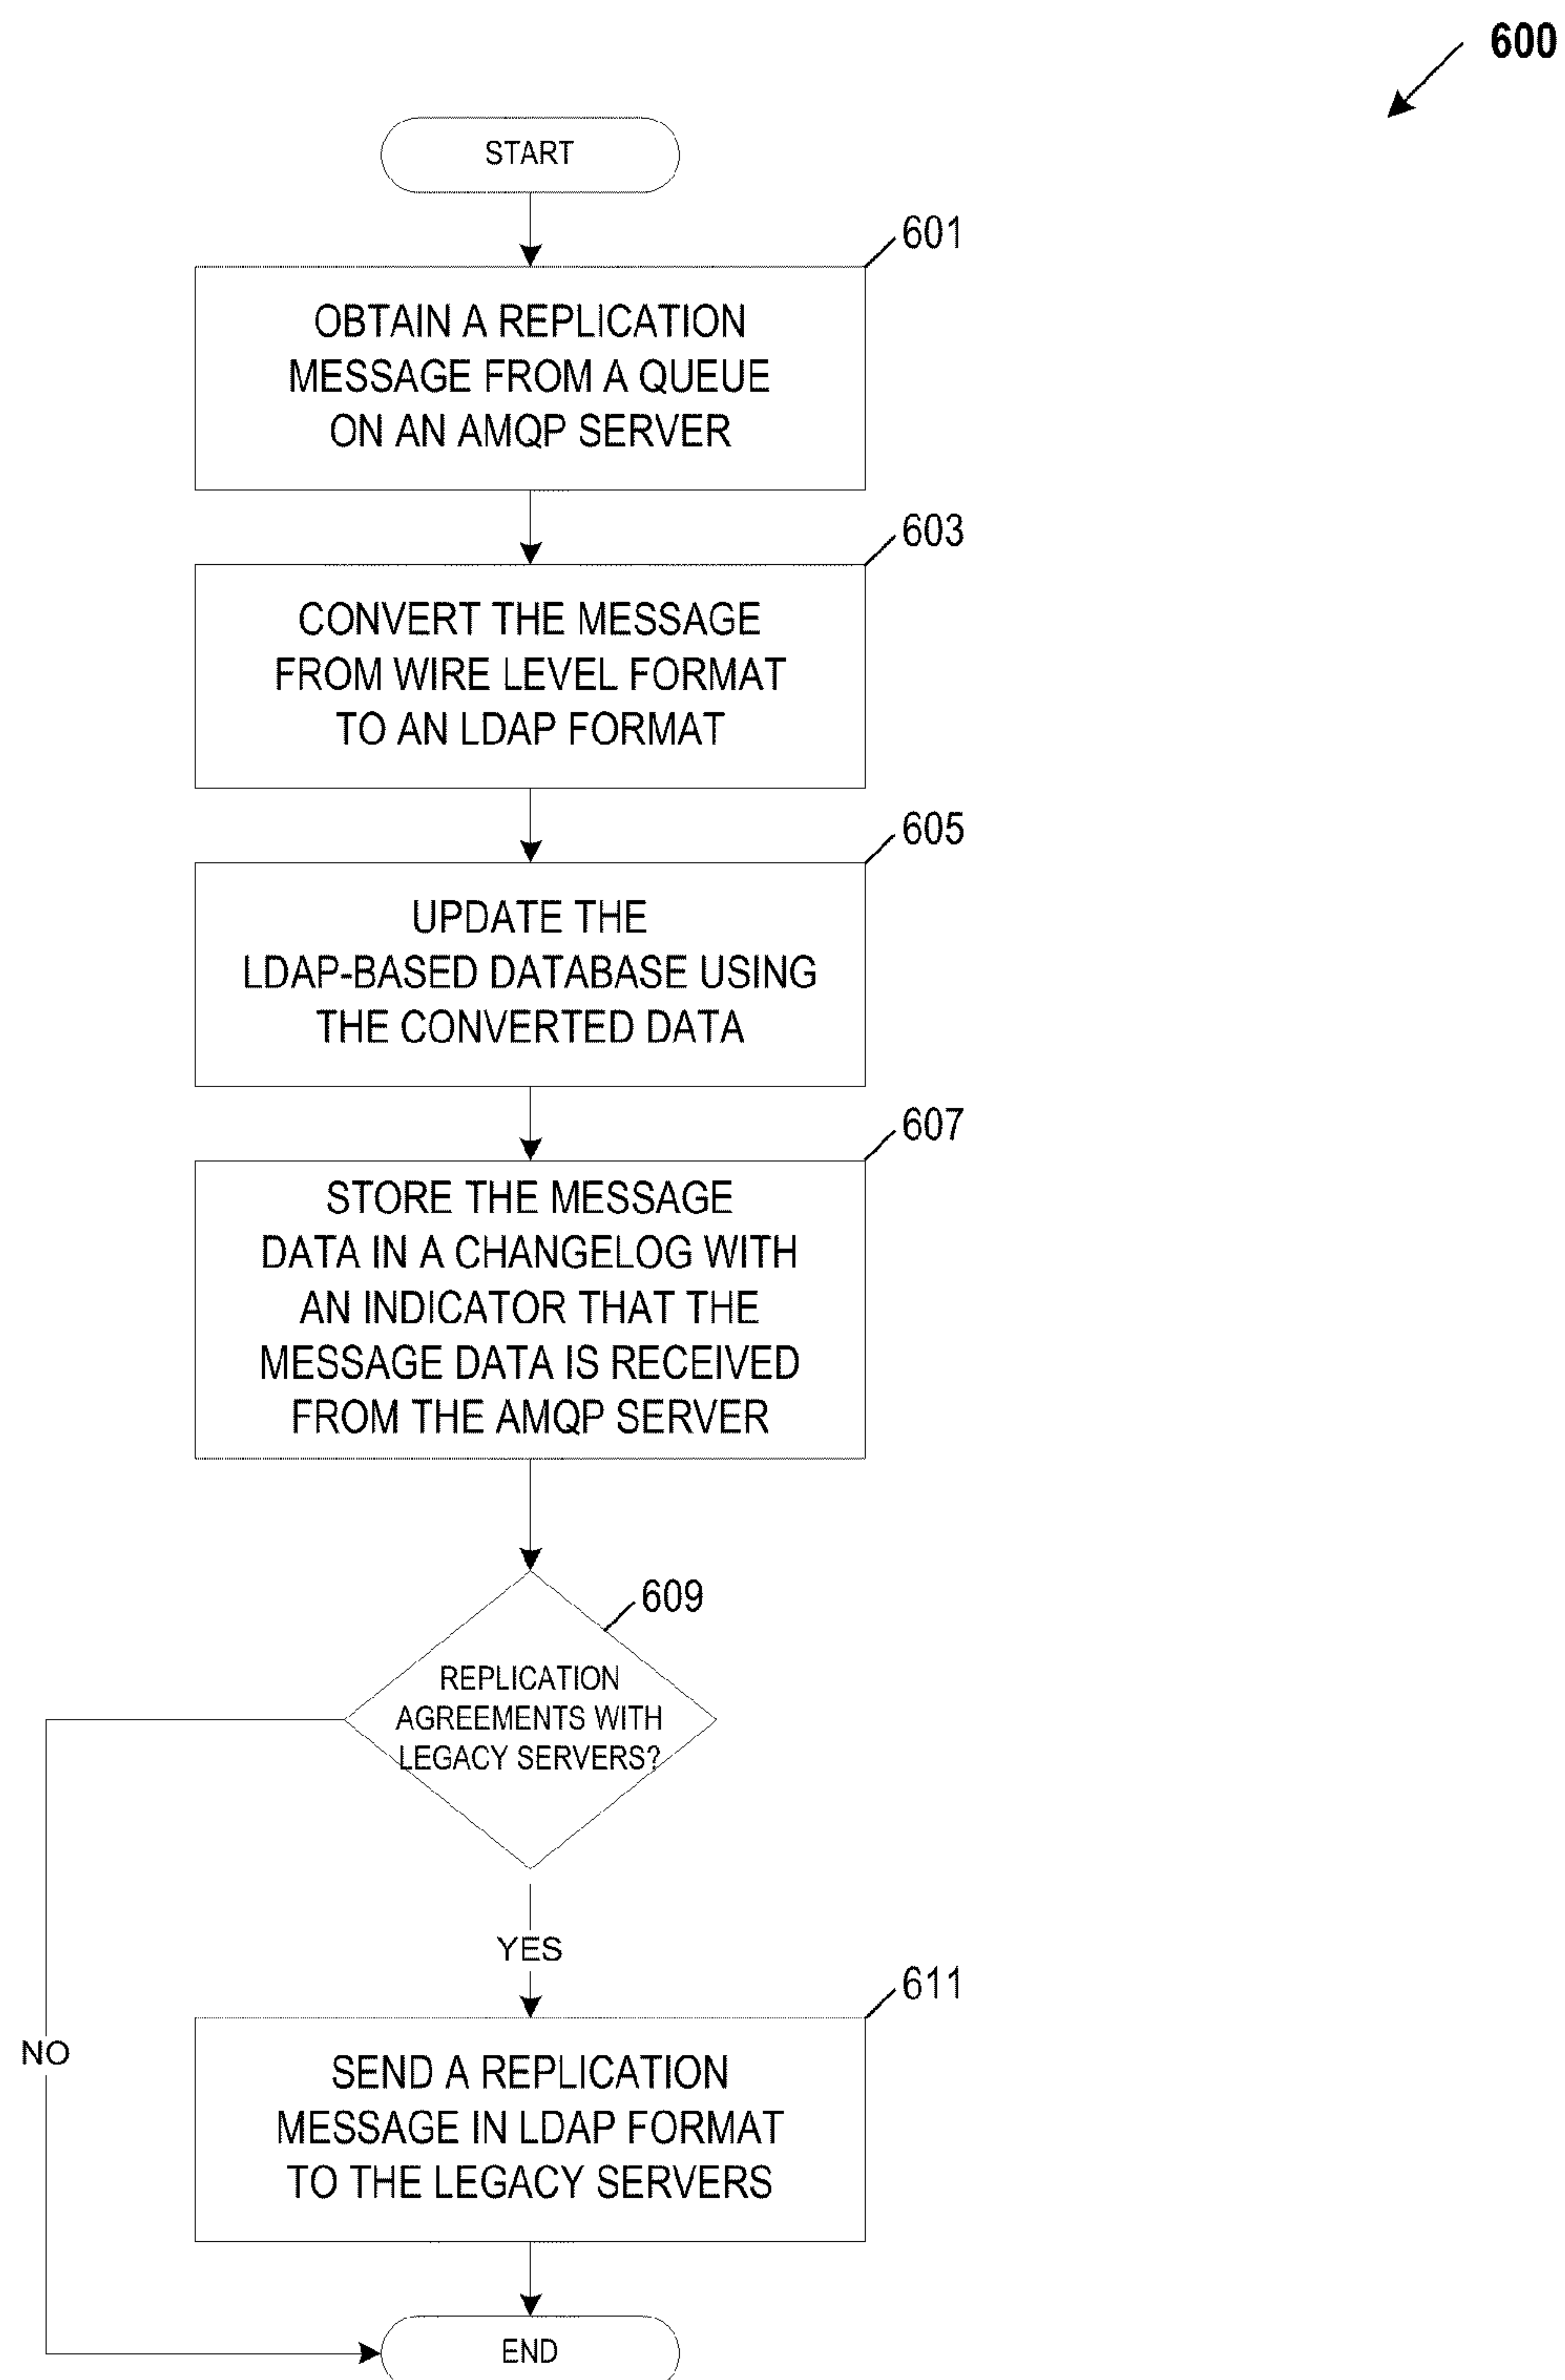 600
START
601
OBTAIN A REPLICATION
MESSAGE FROM A QUEUE
ON AN AMQP SERVER
603
CONVERT THE MESSAGE
FROM WIRE LEVEL FORMAT
TO AN LDAP FORMAT
605
UPDATE THE
LDAP-BASED DATABASE USING
THE CONVERTED DATA
607
STORE THE MESSAGE
DATA IN A CHANGELOG WITH
AN INDICATOR THAT THE
MESSAGE DATA IS RECEIVED
FROM THE AMQP SERVER
609
REPLICATION
AGREEMENTS WITH
LEGACY SERVERS?
YES
611
NO
SEND A REPLICATION
MESSAGE IN LDAP FORMAT
TO THE LEGACY SERVERS
END